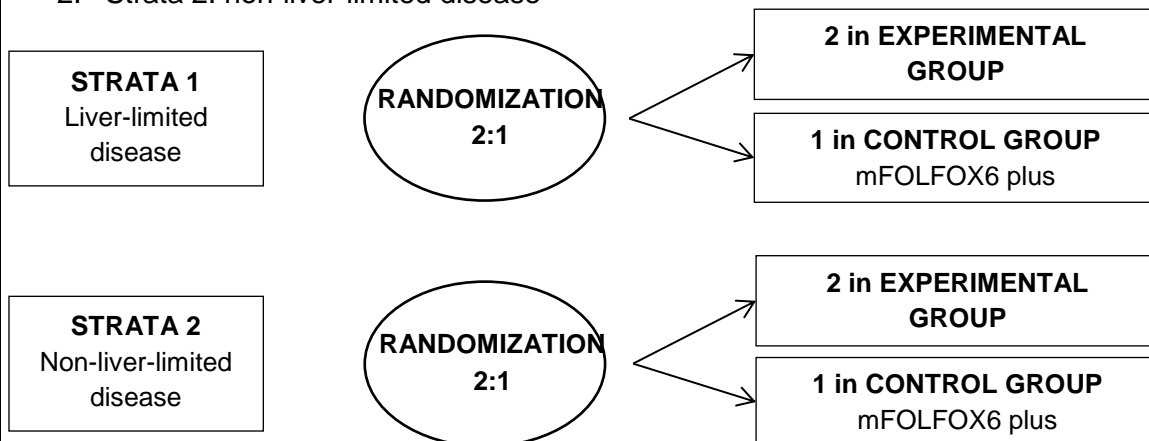 2. Strata 2: non-liver-limited disease
STRATA 1
Liver-limited
disease
RANDOMIZATION
2:1
2 in EXPERIMENTAL
GROUP
1 in CONTROL GROUP
mFOLFOX6 plus
STRATA 2
Non-liver-limited
disease
RANDOMIZATION
2:1
2 in EXPERIMENTAL
GROUP
1 in CONTROL GROUP
mFOLFOX6 plus